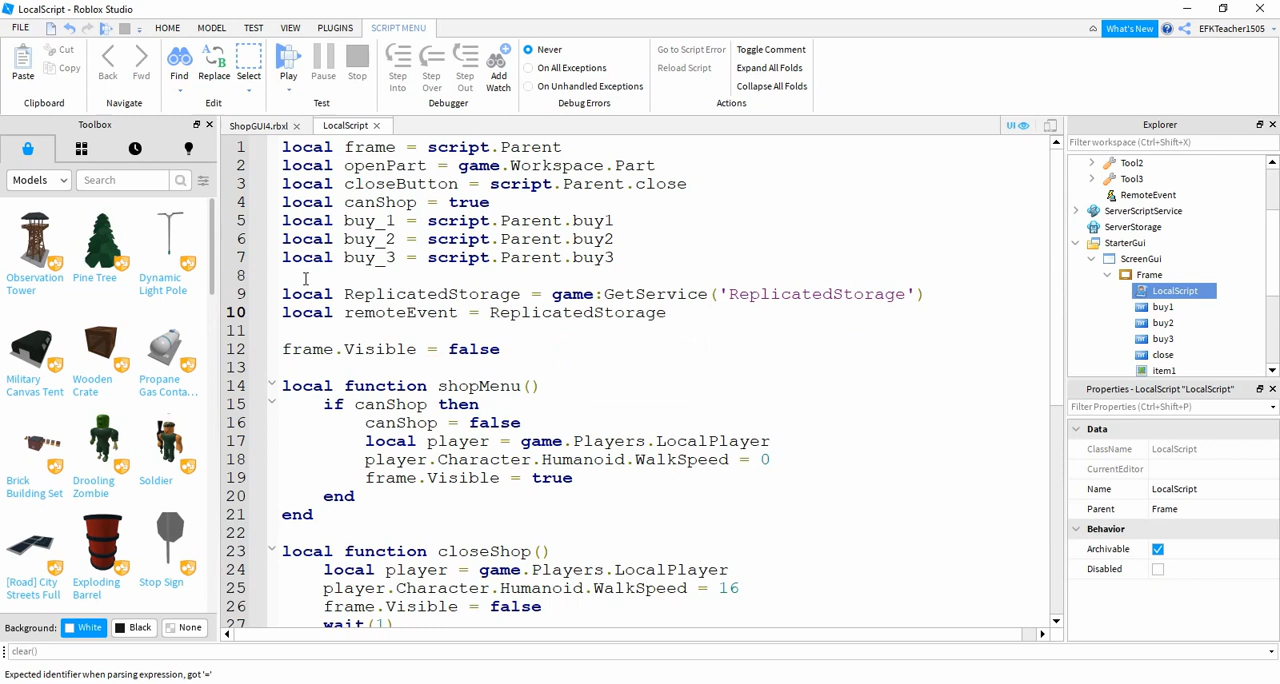 LocalScript - Roblox Studio
FILE HOME MODEL TEST VIEW PLUGINS SCRIPT MENU What's New EFKTeacher1505
Paste Cut Copy Clipboard
Back Fwd Navigate
Find Replace Select Edit
Play Pause Stop Test
Step Into Step Over Step Out Add Watch Debugger
Never
On All Exceptions
On Unhandled Exceptions
Debug Errors
Go to Script Error Toggle Comment
Reload Script Expand All Folds
Collapse All Folds
Actions
Toolbox
Models Search
Observation Tower
Pine Tree
Dynamic Light Pole
Military Canvas Tent
Wooden Crate
Propane Gas Conta...
Brick Building Set
Drooling Zombie
Soldier
[Road] City Streets Full
Exploding Barrel
Stop Sign
Background: White Black None
ShopGUI4.rbxl × LocalScript × UI
1 local frame = script.Parent
2 local openPart = game.Workspace.Part
3 local closeButton = script.Parent.close
4 local canShop = true
5 local buy_1 = script.Parent.buy1
6 local buy_2 = script.Parent.buy2
7 local buy_3 = script.Parent.buy3
8
9 local ReplicatedStorage = game:GetService('ReplicatedStorage')
10 local remoteEvent = ReplicatedStorage
11
12 frame.Visible = false
13
14 local function shopMenu()
15 if canShop then
16 canShop = false
17 local player = game.Players.LocalPlayer
18 player.Character.Humanoid.WalkSpeed = 0
19 frame.Visible = true
20 end
21 end
22
23 local function closeShop()
24 local player = game.Players.LocalPlayer
25 player.Character.Humanoid.WalkSpeed = 16
26 frame.Visible = false
27 wait(1)
Explorer
Filter workspace (Ctrl+Shift+X)
Tool2
Tool3
RemoteEvent
ServerScriptService
ServerStorage
StarterGui
ScreenGui
Frame
LocalScript
buy1
buy2
buy3
close
item1
Properties - LocalScript "LocalScript"
Filter Properties (Ctrl+Shift+P)
Data
ClassName LocalScript
CurrentEditor
Name LocalScript
Parent Frame
Behavior
Archivable
Disabled
clear()
Expected identifier when parsing expression, got '='